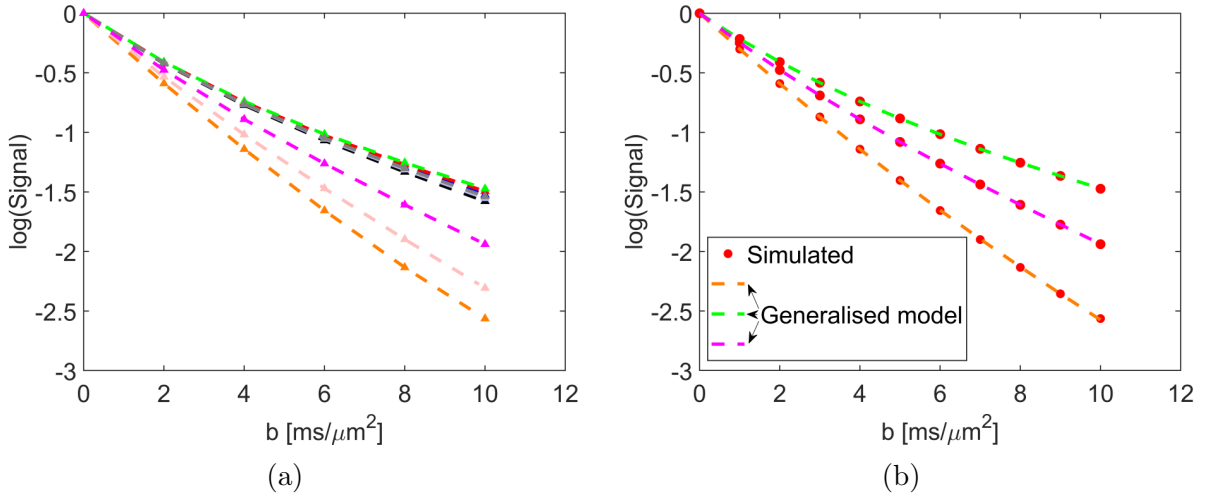 0
-0.5
-1
-1.5
-2
-2.5
-3
log(Signal)
0 2 4 6 8 10 12
b [ms/μm²]
(a)
0
-0.5
-1
-1.5
-2
-2.5
-3
log(Signal)
Simulated
Generalised model
0 2 4 6 8 10 12
b [ms/μm²]
(b)